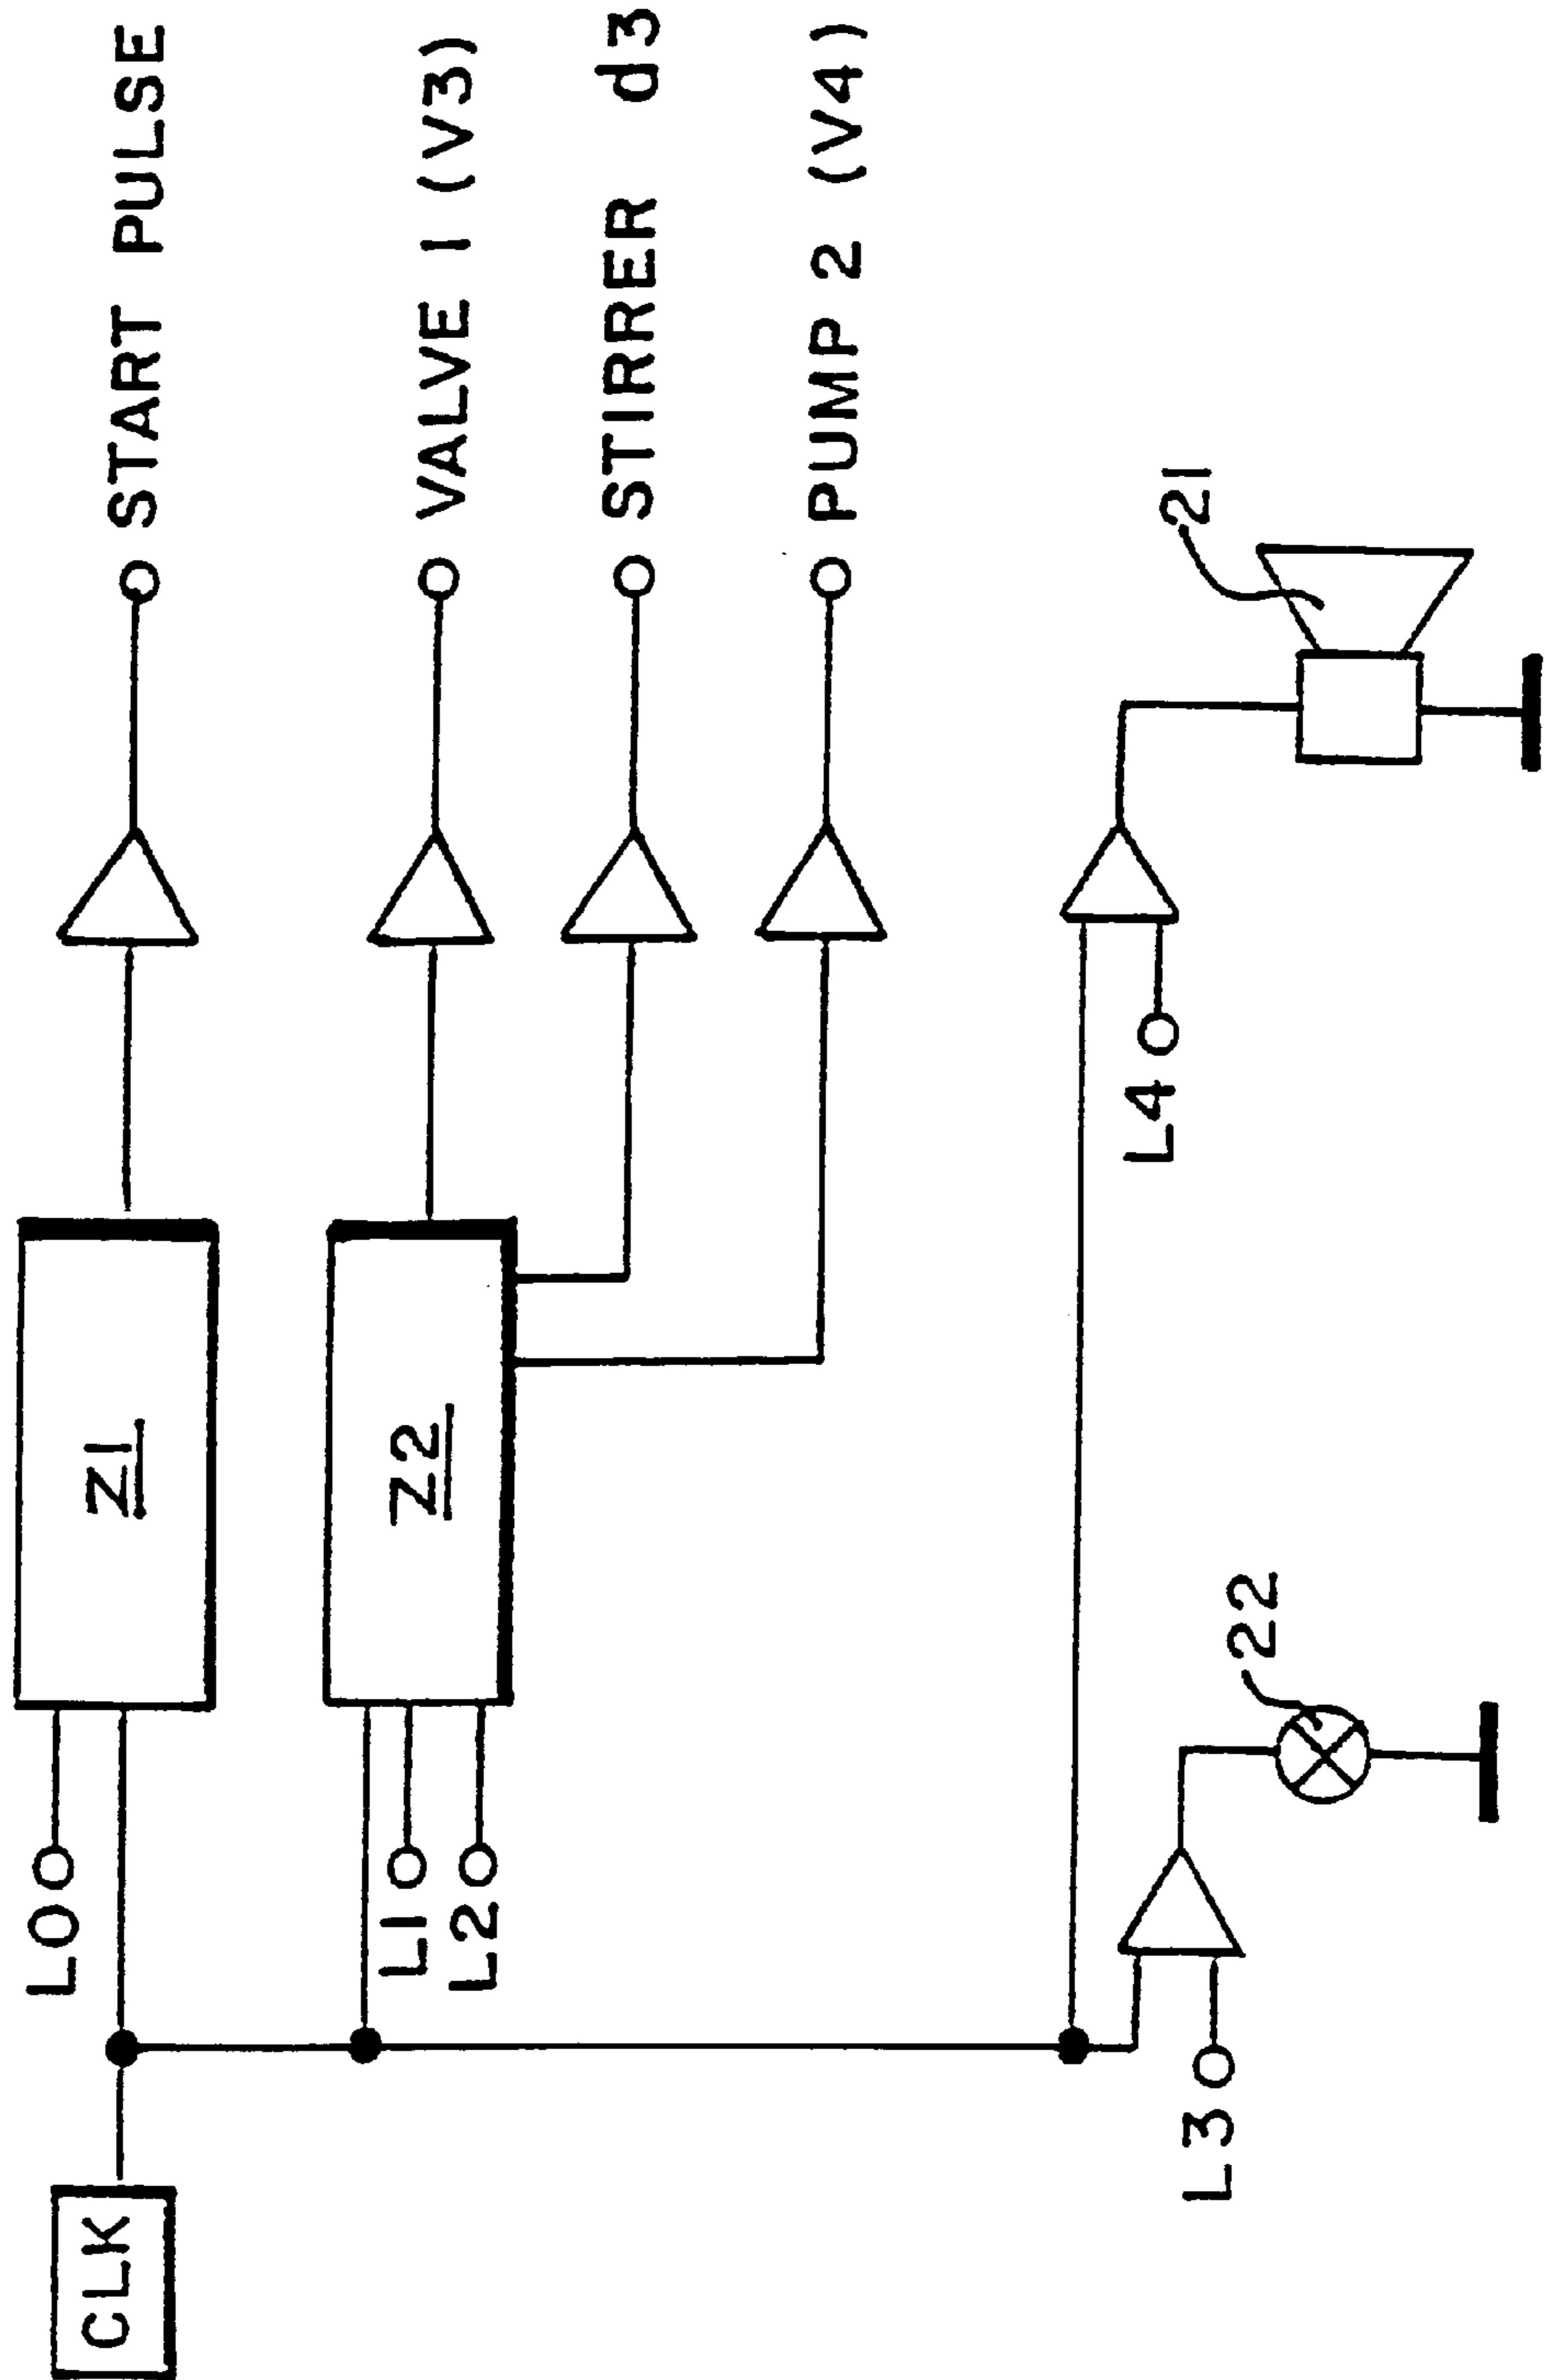 CLK
L0
Z1
START PULSE
L1
L2
Z2
VALVE 1 (V3)
STIRRER d3
PUMP 2 (V4)
L3
22
L4
21